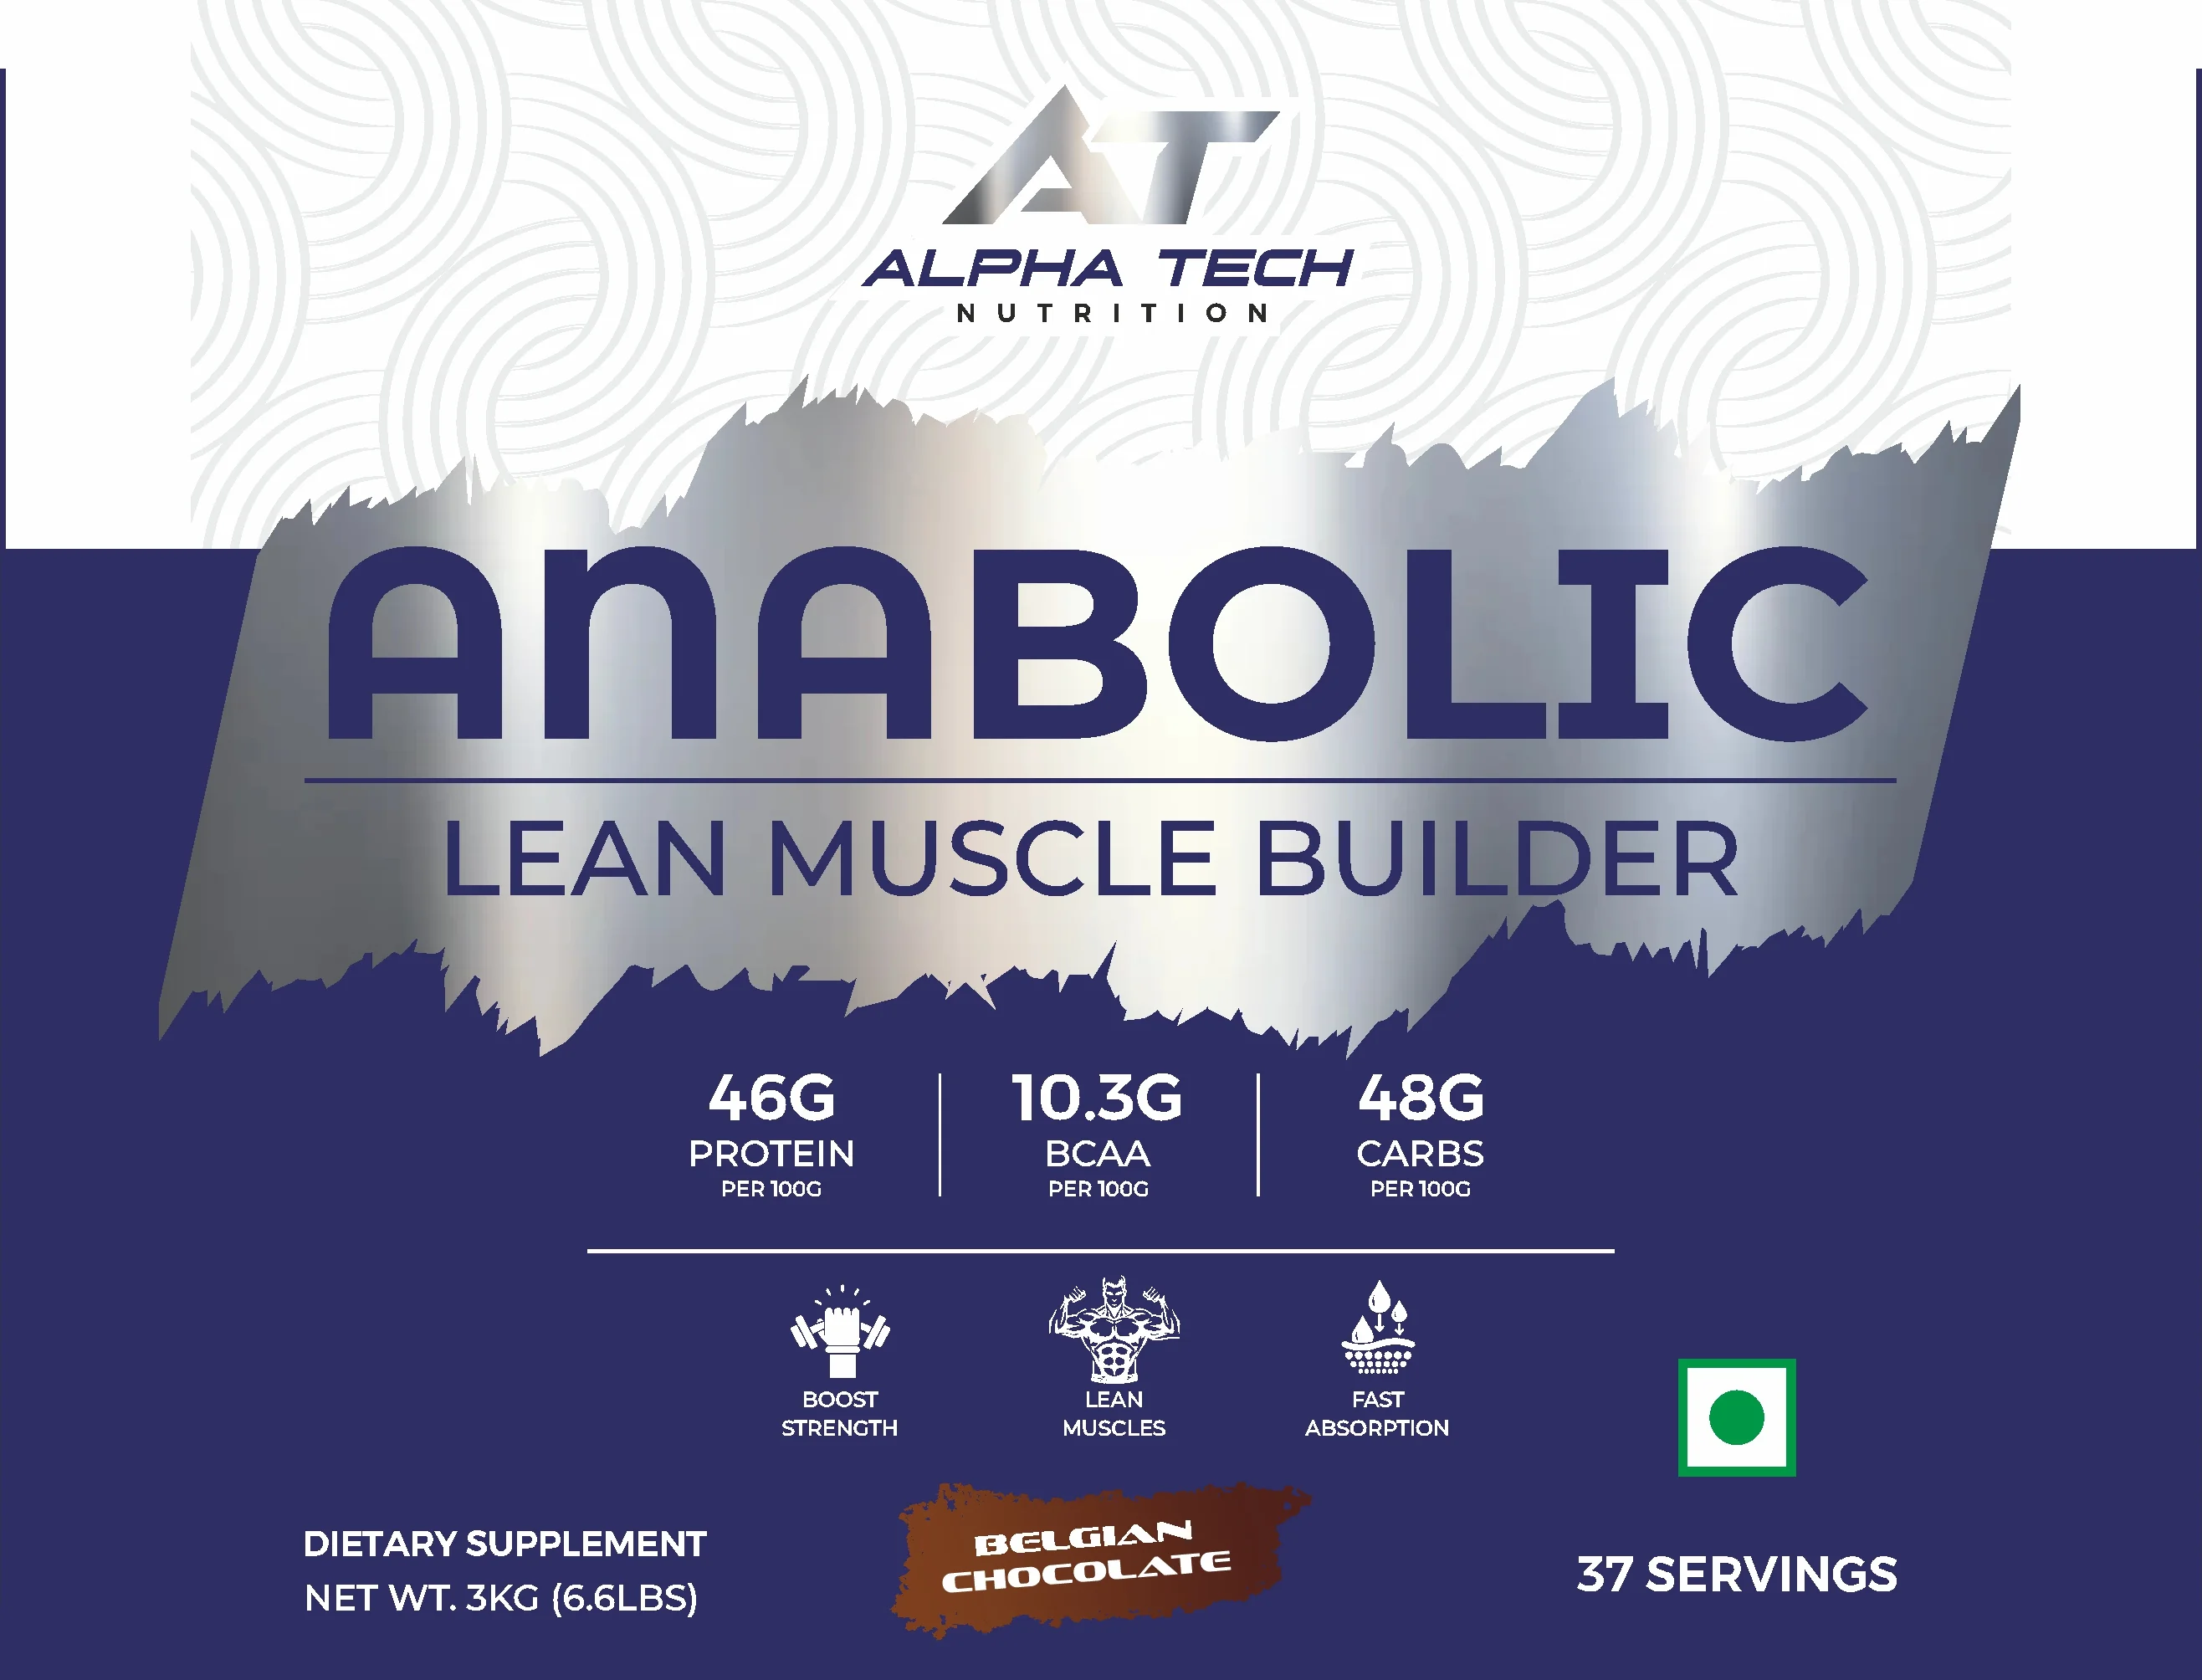 AT
ALPHA TECH
NUTRITION
ANABOLIC
LEAN MUSCLE BUILDER
46G
PROTEIN
PER 100G
10.3G
BCAA
PER 100G
48G
CARBS
PER 100G
BOOST
STRENGTH
LEAN
MUSCLES
FAST
ABSORPTION
BELGIAN
CHOCOLATE
DIETARY SUPPLEMENT
NET WT. 3KG (6.6LBS)
37 SERVINGS